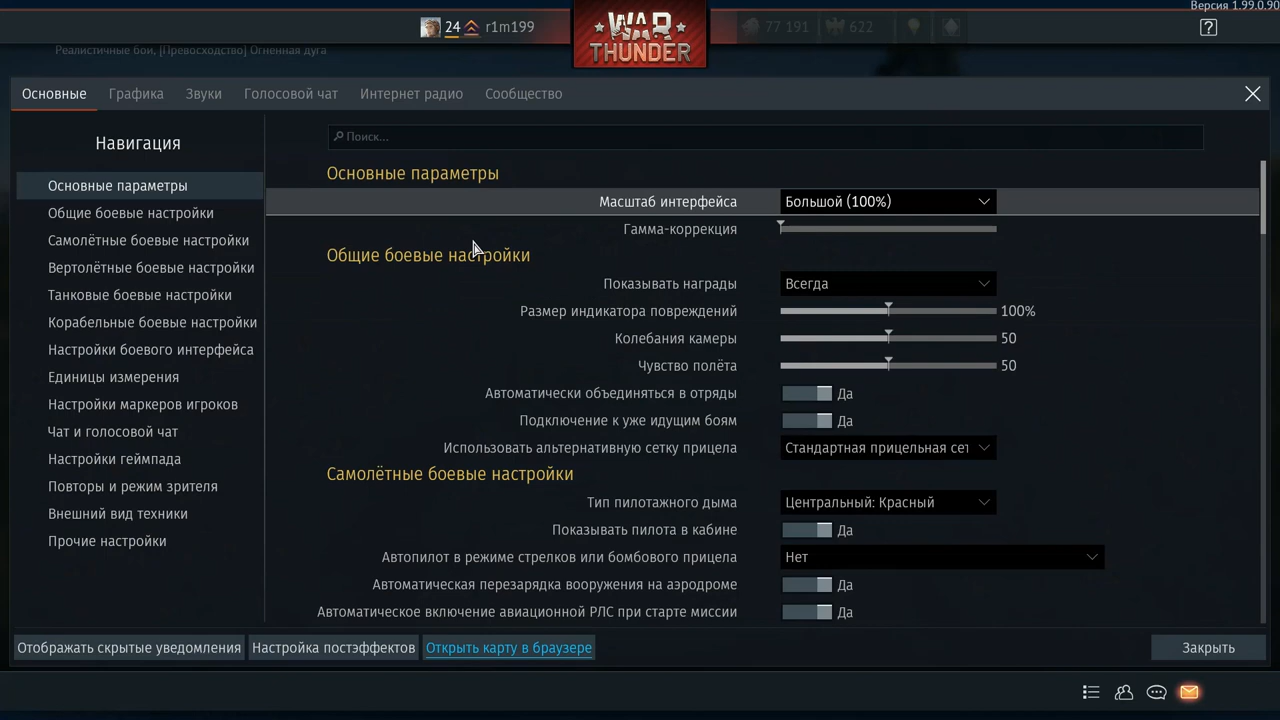 Версия 1.99.0.90
24 r1m199
WAR THUNDER
77 191
622
?
Реалистичные бои, [Превосходство] Огненная дуга
Основные
Графика
Звуки
Голосовой чат
Интернет радио
Сообщество
Навигация
Поиск...
Основные параметры
Общие боевые настройки
Самолётные боевые настройки
Вертолётные боевые настройки
Танковые боевые настройки
Корабельные боевые настройки
Настройки боевого интерфейса
Единицы измерения
Настройки маркеров игроков
Чат и голосовой чат
Настройки геймпада
Повторы и режим зрителя
Внешний вид техники
Прочие настройки
Основные параметры
Масштаб интерфейса Большой (100%)
Гамма-коррекция
Общие боевые настройки
Показывать награды Всегда
Размер индикатора повреждений 100%
Колебания камеры 50
Чувство полёта 50
Автоматически объединяться в отряды Да
Подключение к уже идущим боям Да
Использовать альтернативную сетку прицела Стандартная прицельная сет
Самолётные боевые настройки
Тип пилотажного дыма Центральный: Красный
Показывать пилота в кабине Да
Автопилот в режиме стрелков или бомбового прицела Нет
Автоматическая перезарядка вооружения на аэродроме Да
Автоматическое включение авиационной РЛС при старте миссии Да
Отображать скрытые уведомления
Настройка постэффектов
Открыть карту в браузере
Закрыть